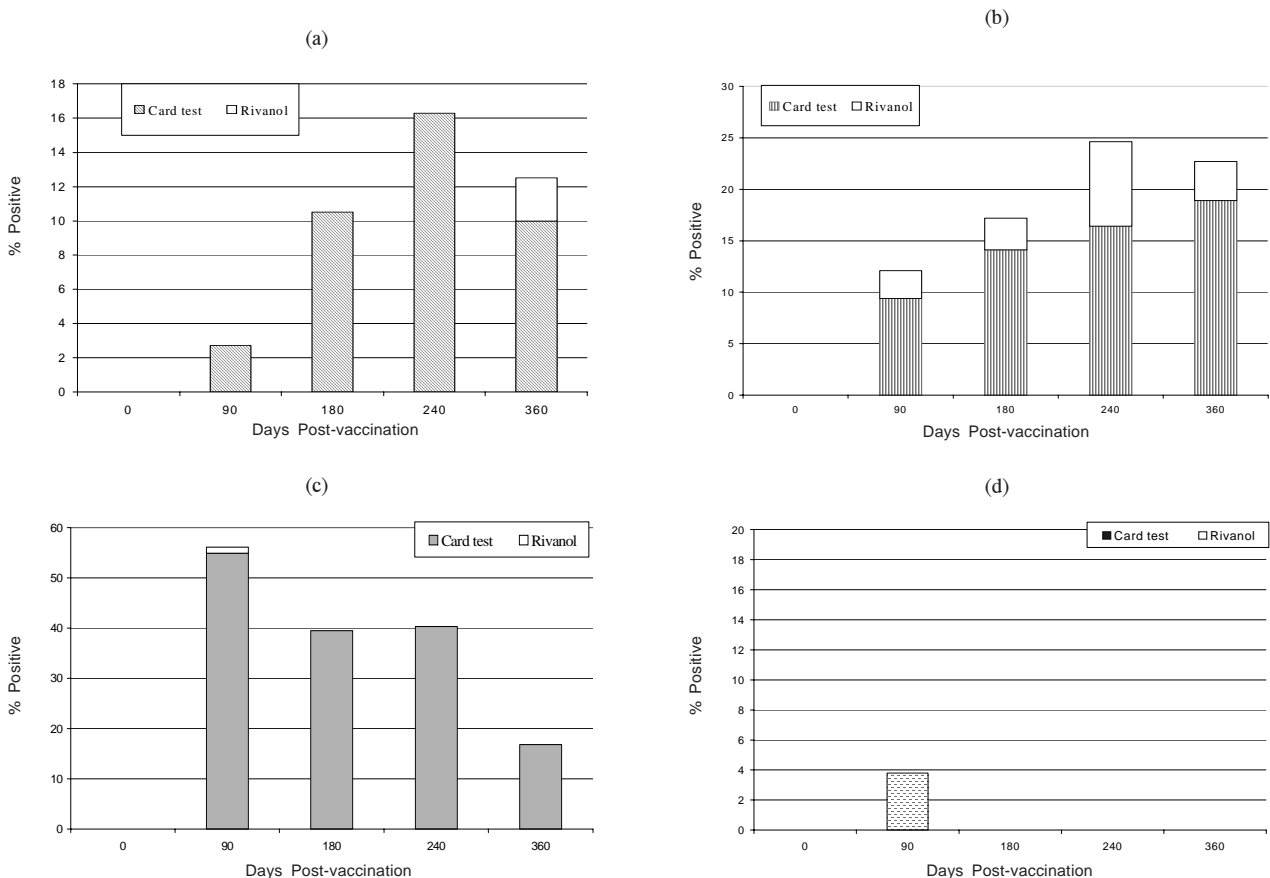 (a)
18
16
14
12
10
8
6
4
2
0
% Positive
Card test Rivanol
0 90 180 240 360
Days Post-vaccination
(b)
30
25
20
15
10
5
0
% Positive
Card test Rivanol
0 90 180 240 360
Days Post-vaccination
(c)
60
50
40
30
20
10
0
% Positive
Card test Rivanol
0 90 180 240 360
Days Post-vaccination
(d)
20
18
16
14
12
10
8
6
4
2
0
% Positive
Card test Rivanol
0 90 180 240 360
Days Post-vaccination